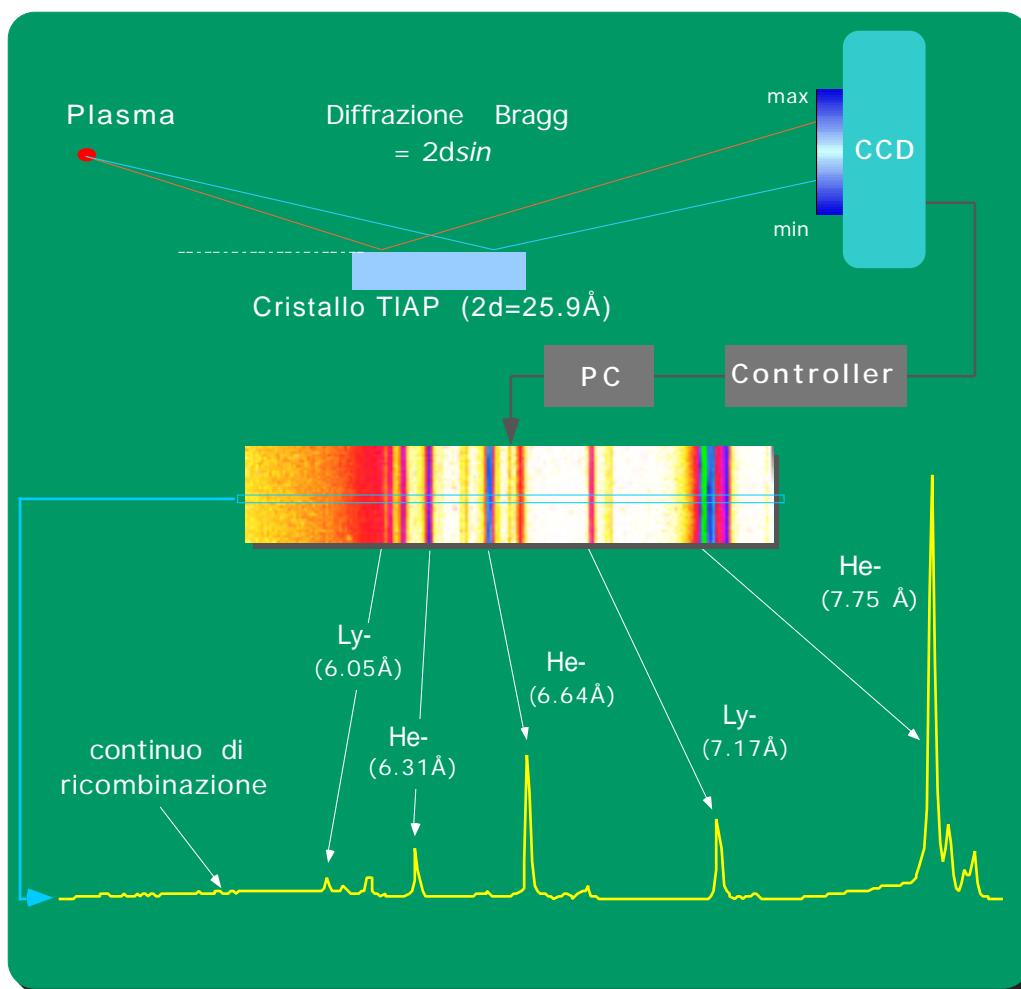 Plasma
Diffrazione Bragg
= 2dsin
max
CCD
min
Cristallo TlAP (2d=25.9Å)
PC
Controller
He-
(7.75 Å)
Ly-
(6.05Å)
He-
(6.64Å)
Ly-
(7.17Å)
He-
(6.31Å)
continuo di
ricombinazione